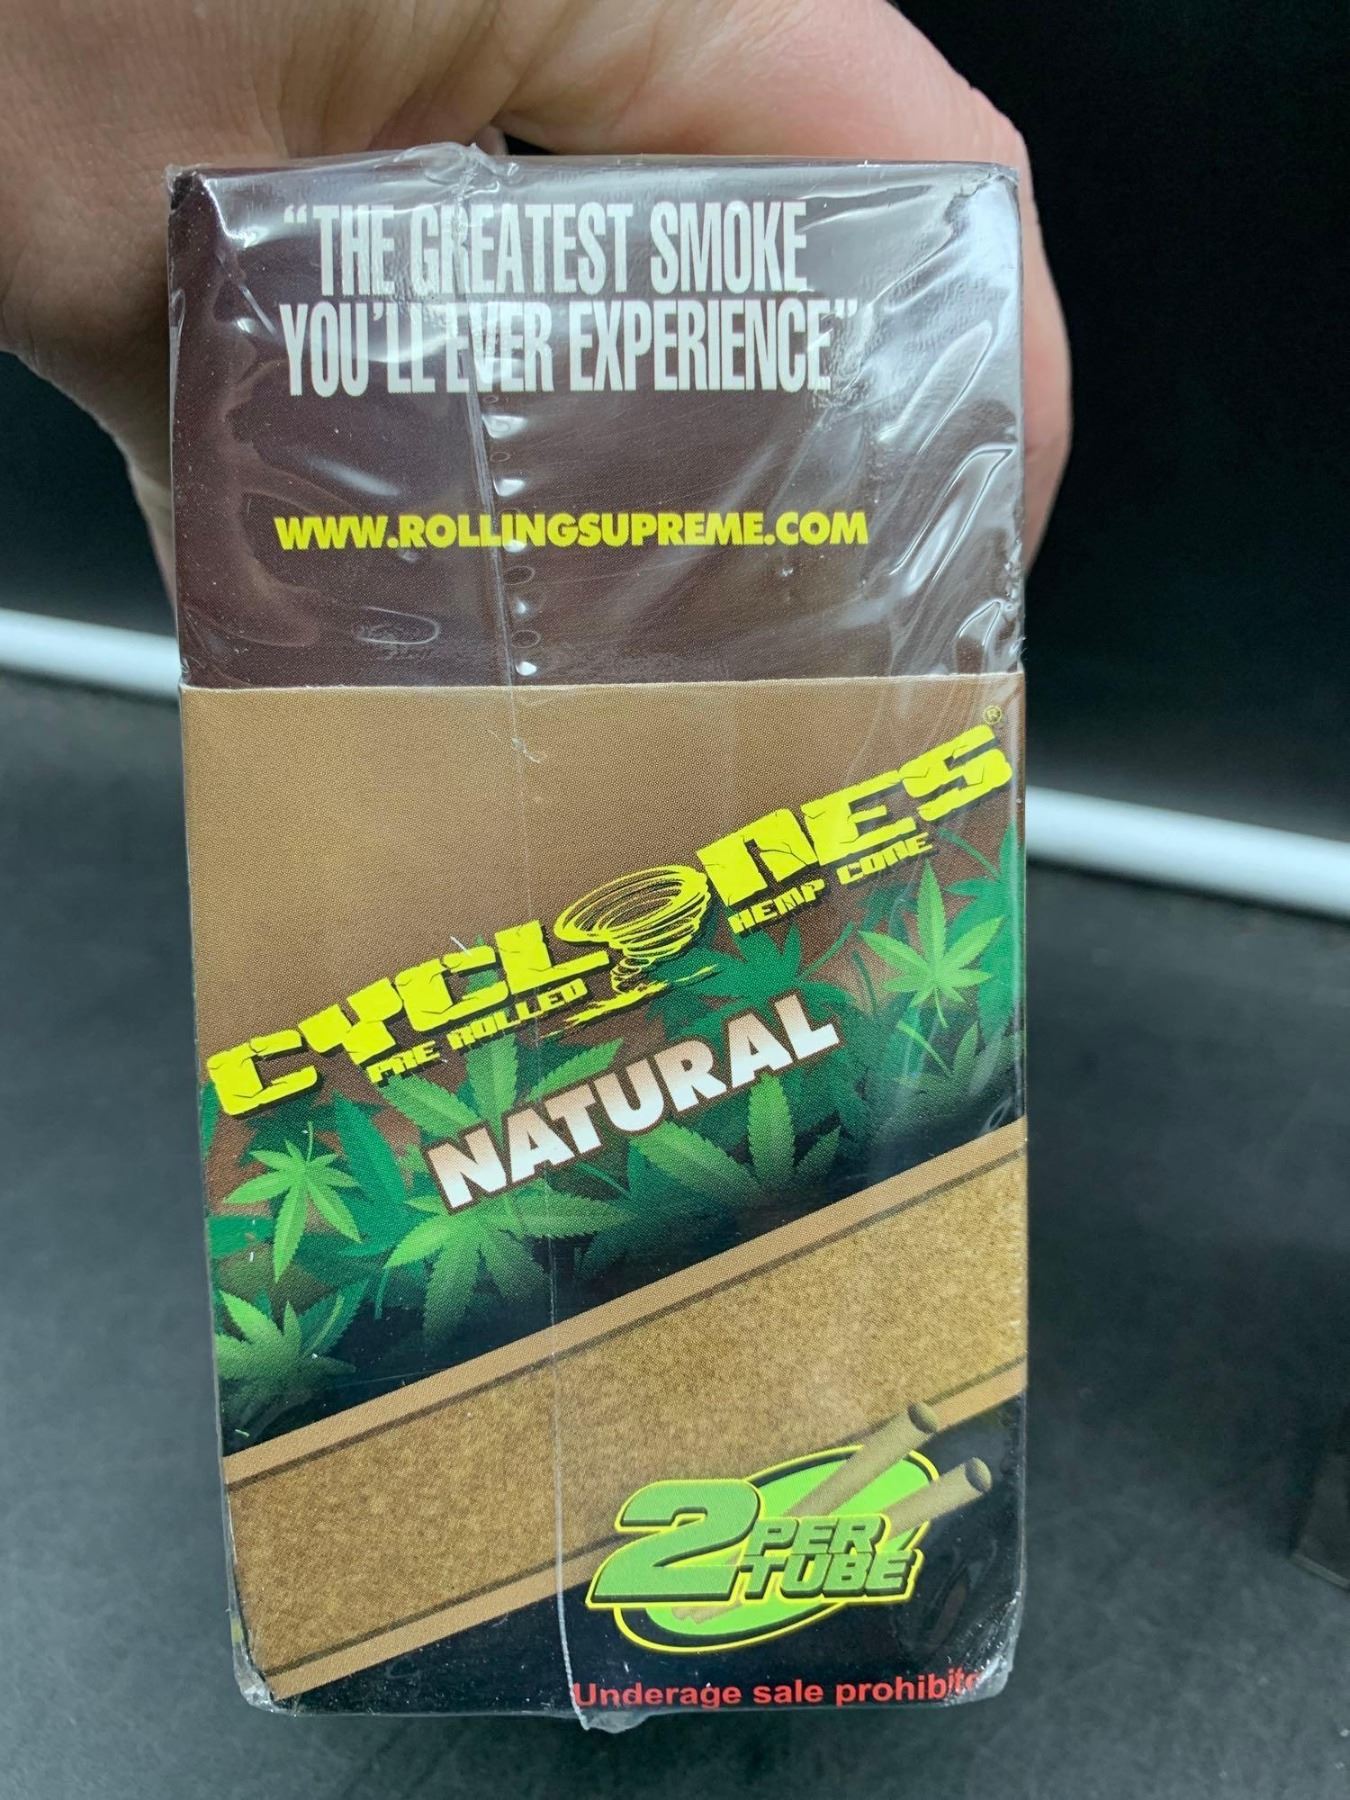 “THE GREATEST SMOKE
YOU’LL EVER EXPERIENCE”
WWW.ROLLINGSUPREME.COM
CYCLONES®
PRE ROLLED HEMP CONE
NATURAL
2 PER
TUBE
Underage sale prohibite